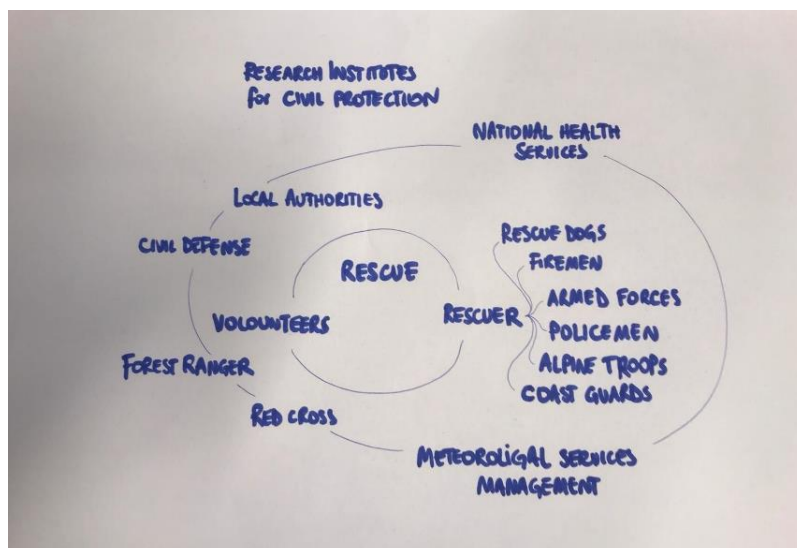 RESEARCH INSTITUTES
for CIVIL PROTECTION
NATIONAL HEALTH
SERVICES
LOCAL AUTHORITIES
CIVIL DEFENSE
RESCUE DOGS
FIREMEN
RESCUE
ARMED FORCES
VOLOUNTEERS
RESCUER
POLICEMEN
ALPINE TROOPS
FOREST RANGER
COAST GUARDS
RED CROSS
METEOROLIGAL SERVICES
MANAGEMENT